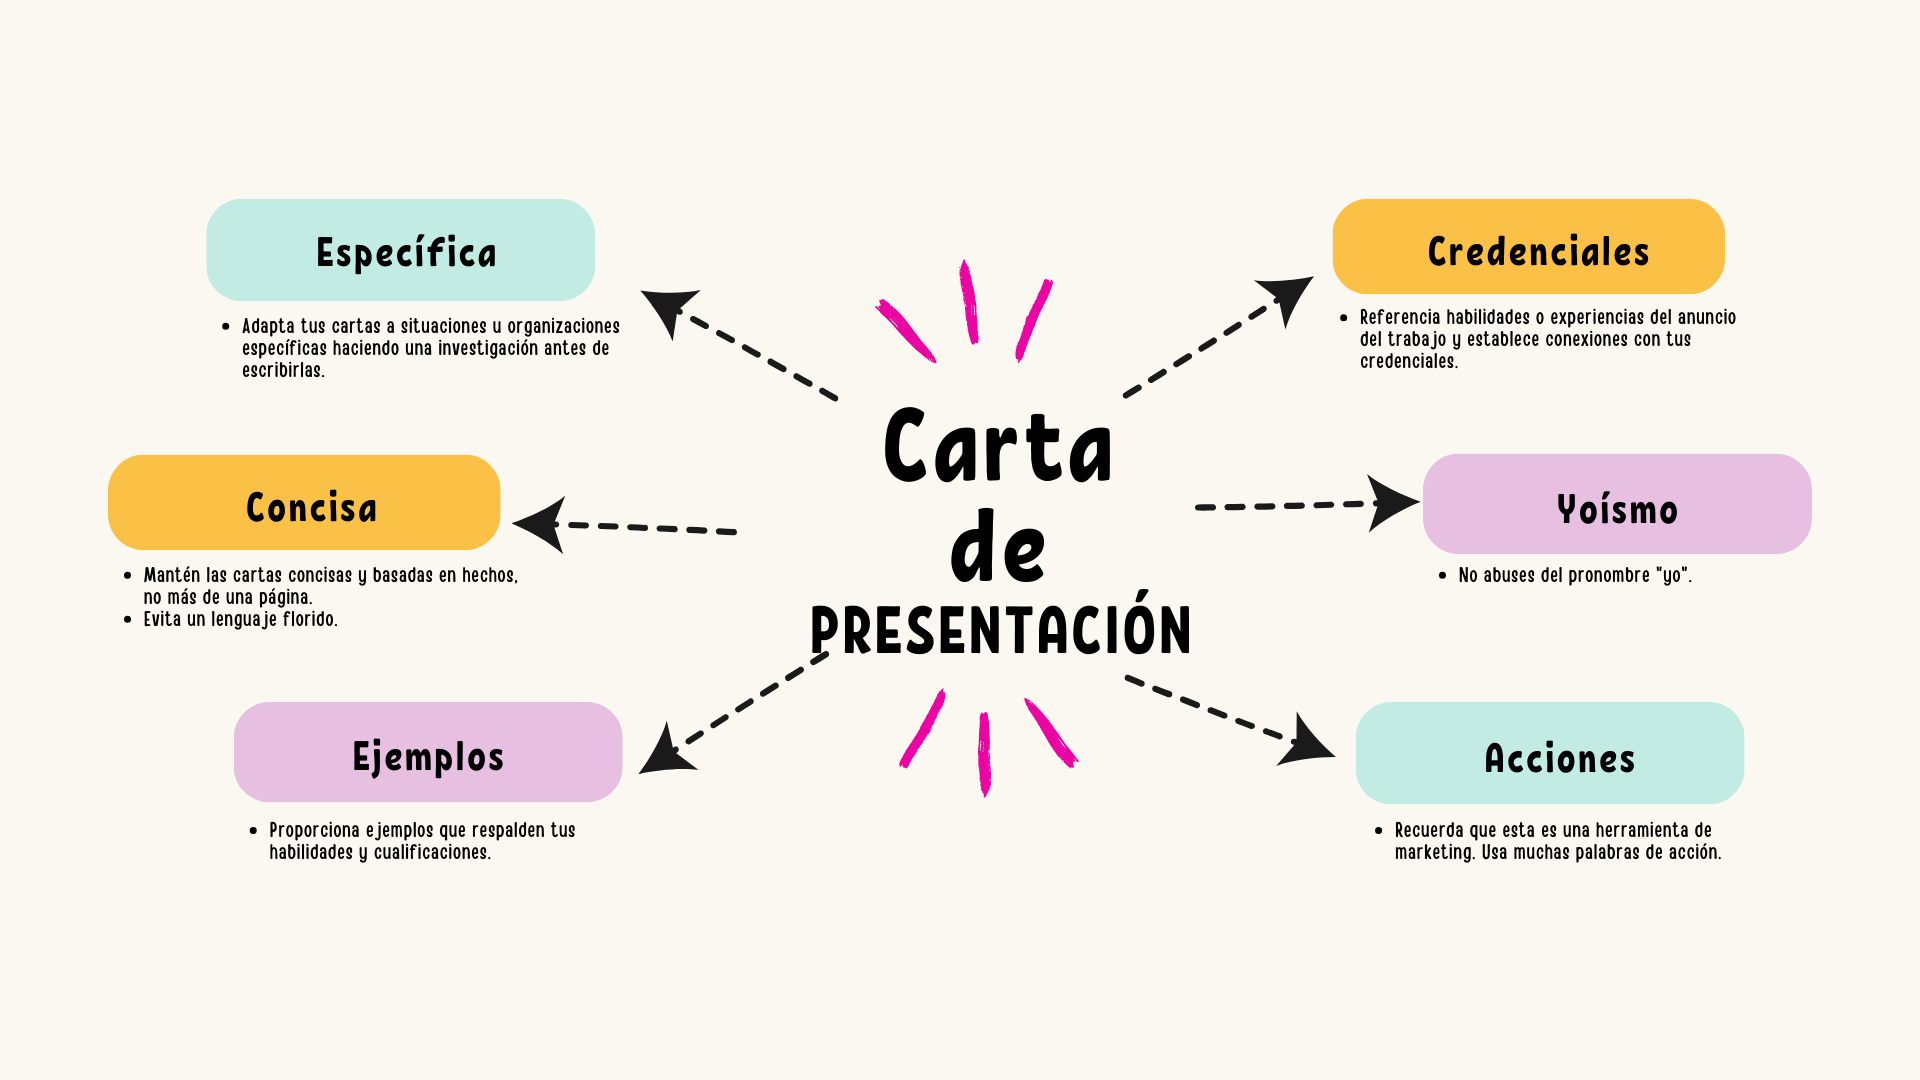 Carta
de
PRESENTACIÓN
Específica
• Adapta tus cartas a situaciones u organizaciones
específicas haciendo una investigación antes de
escribirlas.
Concisa
• Mantén las cartas concisas y basadas en hechos,
no más de una página.
• Evita un lenguaje florido.
Ejemplos
• Proporciona ejemplos que respalden tus
habilidades y cualificaciones.
Credenciales
• Referencia habilidades o experiencias del anuncio
del trabajo y establece conexiones con tus
credenciales.
Yoísmo
• No abuses del pronombre "yo".
Acciones
• Recuerda que esta es una herramienta de
marketing. Usa muchas palabras de acción.